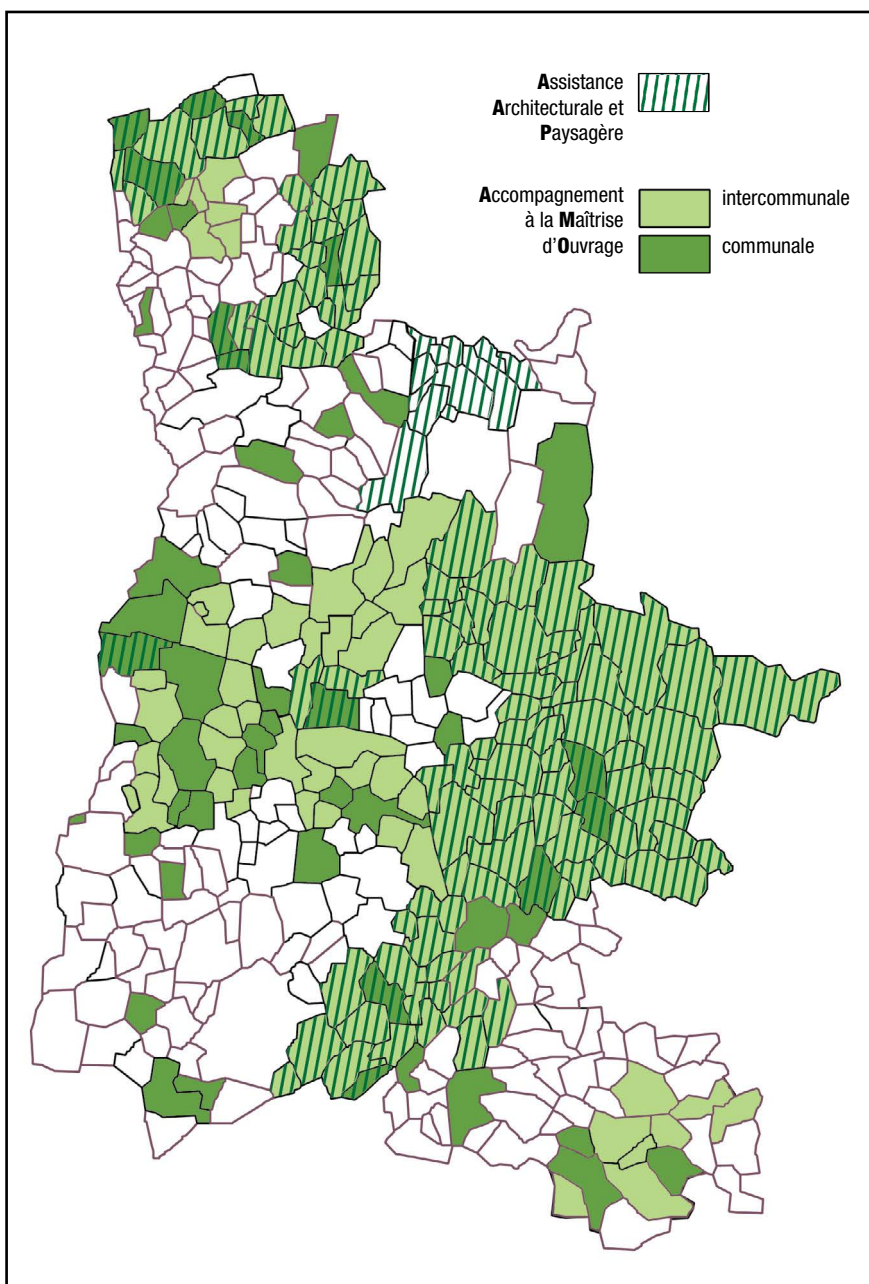 Assistance
Architecturale et
Paysagère
Accompagnement
à la Maîtrise
d'Ouvrage
intercommunale
communale